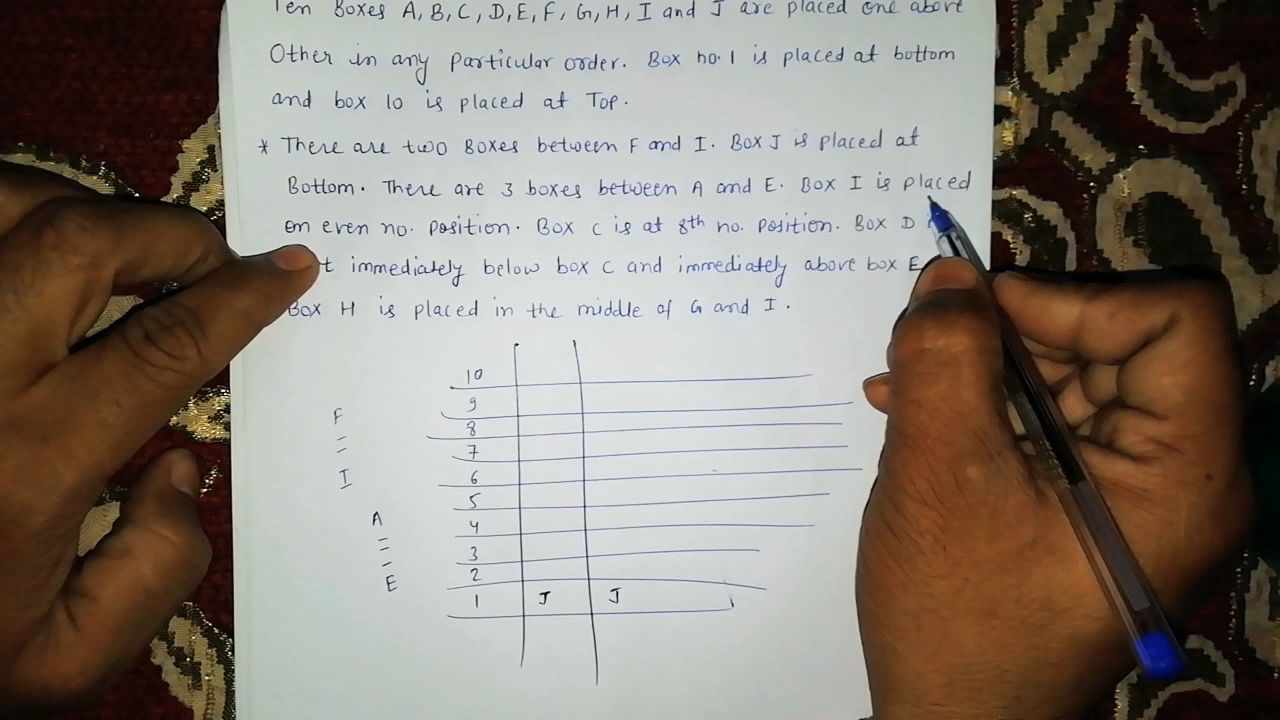 Ten Boxes A, B, C, D, E, F, G, H, I and J are placed one above
Other in any particular order. Box no. 1 is placed at bottom
and box 10 is placed at Top.
* There are two Boxes between F and I. Box J is placed at
Bottom. There are 3 boxes between A and E. Box I is placed
on even no. position. Box C is at 8th no. position. Box D
immediately below box C and immediately above box E
Box H is placed in the middle of G and I.
10
9
F 8
7
I 6
5
A 4
3
E 2
1 J J